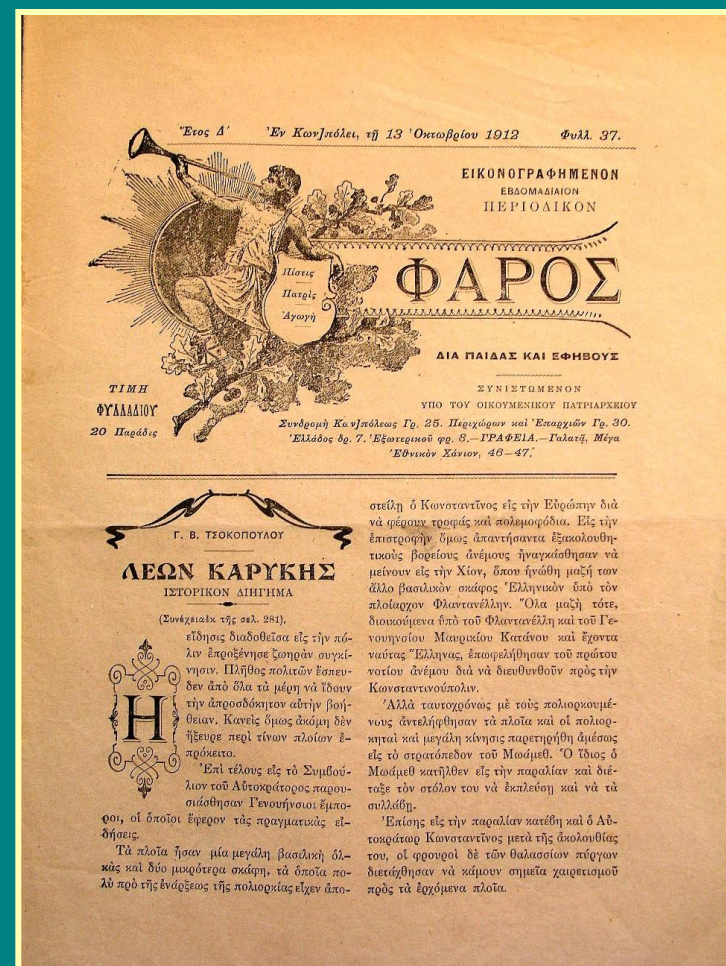 Ἔτος Δ΄ Ἐν Κων]πόλει, τῇ 13 Ὀκτωβρίου 1912 Φυλλ. 37.
ΕΙΚΟΝΟΓΡΑΦΗΜΕΝΟΝ
ΕΒΔΟΜΑΔΙΑΙΟΝ
ΠΕΡΙΟΔΙΚΟΝ
Πίστις
Πατρὶς
Ἀγωγὴ
ΦΑΡΟΣ
ΔΙΑ ΠΑΙΔΑΣ ΚΑΙ ΕΦΗΒΟΥΣ
ΣΥΝΙΣΤΩΜΕΝΟΝ
ΥΠΟ ΤΟΥ ΟΙΚΟΥΜΕΝΙΚΟΥ ΠΑΤΡΙΑΡΧΕΙΟΥ
ΤΙΜΗ
ΦΥΛΛΑΔΙΟΥ
20 Παράδες
Συνδρομὴ Κων]πόλεως Γρ. 25. Περιχώρων καὶ Ἐπαρχιῶν Γρ. 30.
Ἑλλάδος δρ. 7. Ἐξωτερικοῦ φρ. 8.—ΓΡΑΦΕΙΑ.—Γαλατᾶ, Μέγα
Ἐθνικὸν Χάνιον, 46—47.
Γ. Β. ΤΣΟΚΟΠΟΥΛΟΥ
ΛΕΩΝ ΚΑΡΥΚΗΣ
ΙΣΤΟΡΙΚΟΝ ΔΙΗΓΗΜΑ
(Συνέχεια ἐκ τῆς σελ. 281).
Η εἴδησις διαδοθεῖσα εἰς τὴν πό-
λιν ἐπροξένησε ζωηρὰν συγκί-
νησιν. Πλῆθος πολιτῶν ἔσπευ-
δεν ἀπὸ ὅλα τὰ μέρη νὰ ἴδουν
τὴν ἀπροσδόκητον αὐτὴν βοή-
θειαν. Κανεὶς ὅμως ἀκόμη δὲν
ἤξευρε περὶ τίνων πλοίων ἐ-
πρόκειτο.
Ἐπὶ τέλους εἰς τὸ Συμβού-
λιον τοῦ Αὐτοκράτορος παρου-
σιάσθησαν Γενουήνσιοι ἔμπο-
ροι, οἱ ὁποῖοι ἔφερον τὰς πραγματικὰς εἰ-
δήσεις.
Τὰ πλοῖα ἦσαν μία μεγάλη βασιλικὴ ὁλ-
κὰς καὶ δύο μικρότερα σκάφη, τὰ ὁποῖα πο-
λὺ πρὸ τῆς ἐνάρξεως τῆς πολιορκίας εἶχεν ἀπο-
στείλῃ ὁ Κωνσταντῖνος εἰς τὴν Εὐρώπην διὰ
νὰ φέρουν τροφὰς καὶ πολεμοφόδια. Εἰς τὴν
ἐπιστροφὴν ὅμως ἀπαντήσαντα ἐξακολουθη-
τικοὺς βορείους ἀνέμους ἠναγκάσθησαν νὰ
μείνουν εἰς τὴν Χίον, ὅπου ἡνώθη μαζῆ των
ἄλλο βασιλικὸν σκάφος Ἑλληνικὸν ὑπὸ τὸν
πλοίαρχον Φλαντανέλλην. Ὅλα μαζῆ τότε,
διοικούμενα ὑπὸ τοῦ Φλαντανέλλη καὶ τοῦ Γε-
νουηνσίου Μαυρικίου Κατάνου καὶ ἔχοντα
ναύτας Ἕλληνας, ἐπωφελήθησαν τοῦ πρώτου
νοτίου ἀνέμου διὰ νὰ διευθυνθοῦν πρὸς τὴν
Κωνσταντινούπολιν.
Ἀλλὰ ταυτοχρόνως μὲ τοὺς πολιορκουμέ-
νους ἀντελήφθησαν τὰ πλοῖα καὶ οἱ πολιορ-
κηταὶ καὶ μεγάλη κίνησις παρετηρήθη ἀμέσως
εἰς τὸ στρατόπεδον τοῦ Μωάμεθ. Ὁ ἴδιος ὁ
Μωάμεθ κατῆλθεν εἰς τὴν παραλίαν καὶ διέ-
ταξε τὸν στόλον του νὰ ἐκπλεύσῃ καὶ νὰ τὰ
συλλάβῃ.
Ἐπίσης εἰς τὴν παραλίαν κατέβη καὶ ὁ Αὐ-
τοκράτωρ Κωνσταντῖνος μετὰ τῆς ἀκολουθίας
του, οἱ φρουροὶ δὲ τῶν θαλασσίων πύργων
διετάχθησαν νὰ κάμουν σημεῖα χαιρετισμοῦ
πρὸς τὰ ἐρχόμενα πλοῖα.